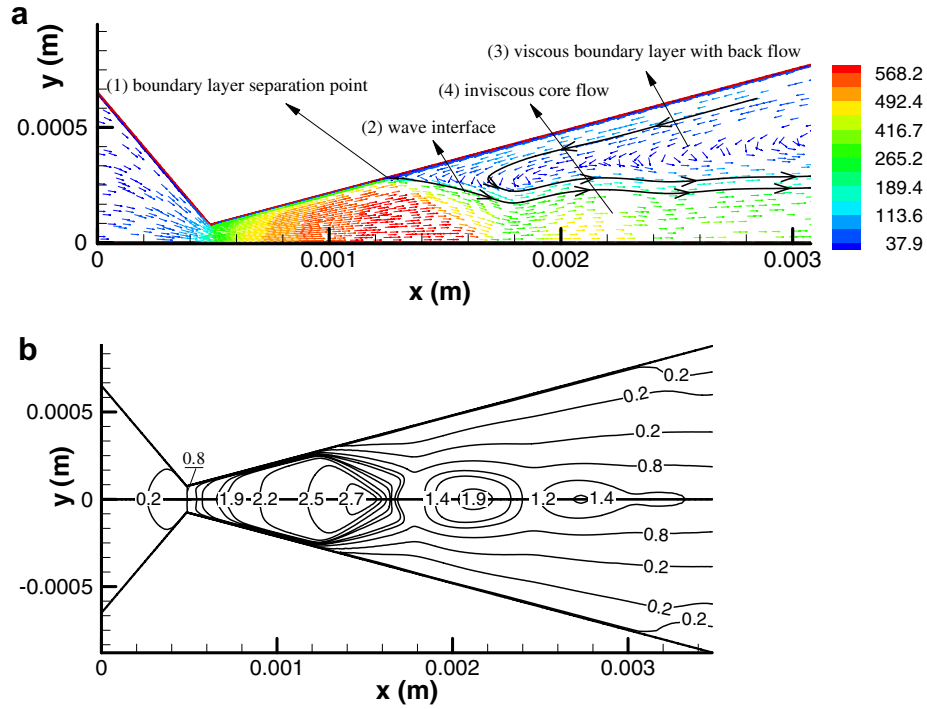 a
y (m)
0.0005
0
(1) boundary layer separation point
(2) wave interface
(3) viscous boundary layer with back flow
(4) inviscous core flow
568.2
492.4
416.7
265.2
189.4
113.6
37.9
0 0.001 0.002 0.003
x (m)
b
y (m)
0.0005
0
-0.0005
0.8
0.2 1.9 2.2 2.5 2.7 1.4 1.9 1.2 1.4
0.2
0.2
0.2
0.8
0.8
0.2
0.2
0.2
0 0.001 0.002 0.003
x (m)